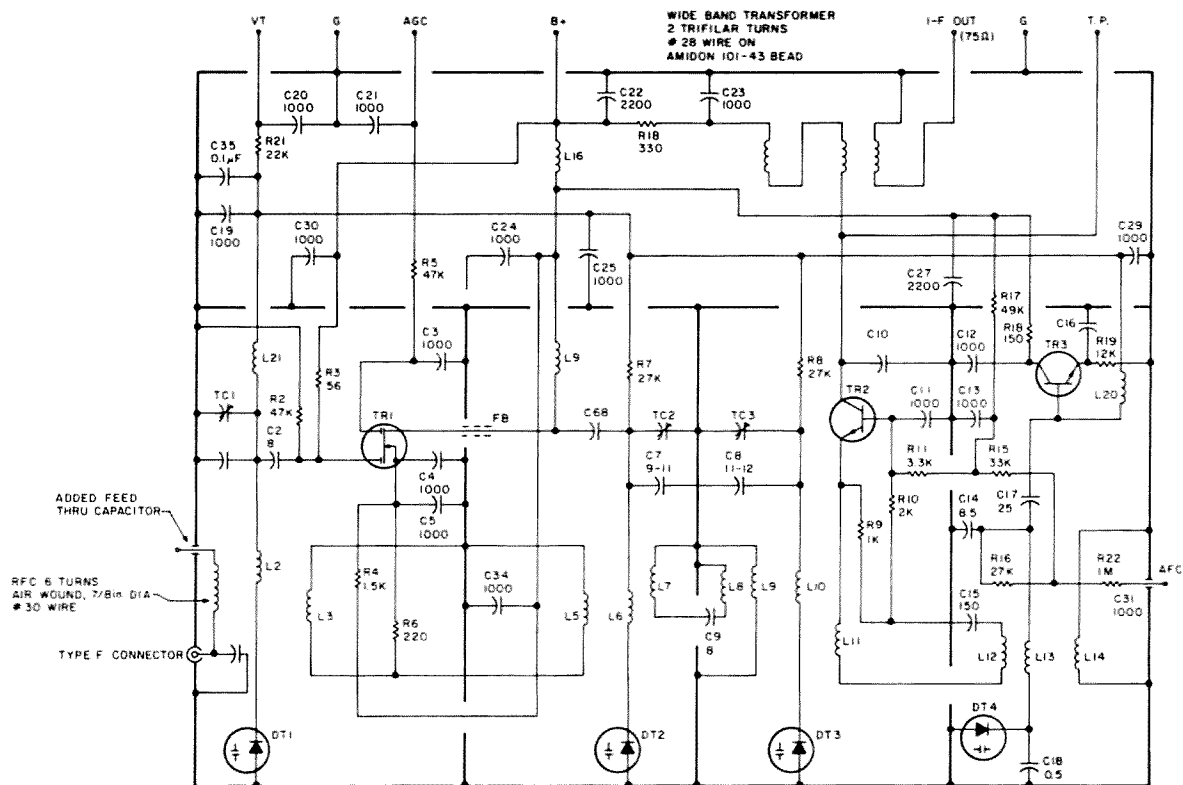 VT
G
AGC
B+
WIDE BAND TRANSFORMER
2 TRIFILAR TURNS
# 28 WIRE ON
AMIDON 101-43 BEAD
I-F OUT
(75Ω)
G
T.P.
C20
1000
C21
1000
C22
2200
C23
1000
R18
330
R21
22K
C35
0.1µF
L16
C19
1000
C30
1000
R5
47K
C24
1000
C25
1000
C27
2200
C29
1000
R17
49K
R18
150
C16
R19
12K
TR3
L20
L21
R3
56
C3
1000
L9
R7
27K
R8
27K
C10
C12
1000
TR2
C11
1000
C13
1000
TC1
R2
47K
C2
8
TR1
FB
C68
TC2
TC3
C4
1000
C5
1000
C7
9-11
C8
11-12
R11
3.3K
R15
33K
R10
2K
R9
1K
C14
8.5
C17
25
R16
27K
R22
1M
AFC
C31
1000
ADDED FEED
THRU CAPACITOR
RFC 6 TURNS
AIR WOUND, 7/8in DIA
# 30 WIRE
TYPE F CONNECTOR
L2
L3
R4
1.5K
R6
220
C34
1000
L5
L6
L7
L8
L9
C9
8
L10
L11
C15
150
L12
L13
L14
DT1
DT2
DT3
DT4
C18
0.5